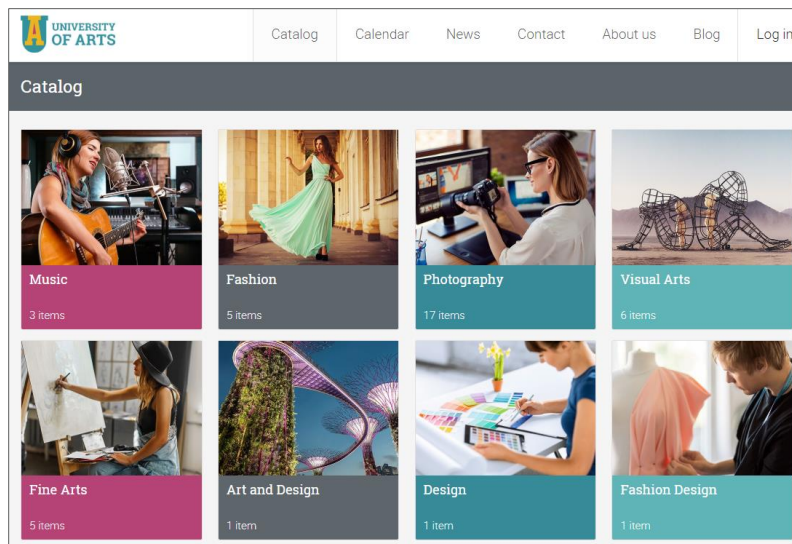 UNIVERSITY
OF ARTS
Catalog
Calendar
News
Contact
About us
Blog
Log in
Catalog
Music
3 items
Fashion
5 items
Photography
17 items
Visual Arts
6 items
Fine Arts
5 items
Art and Design
1 item
Design
1 item
Fashion Design
1 item